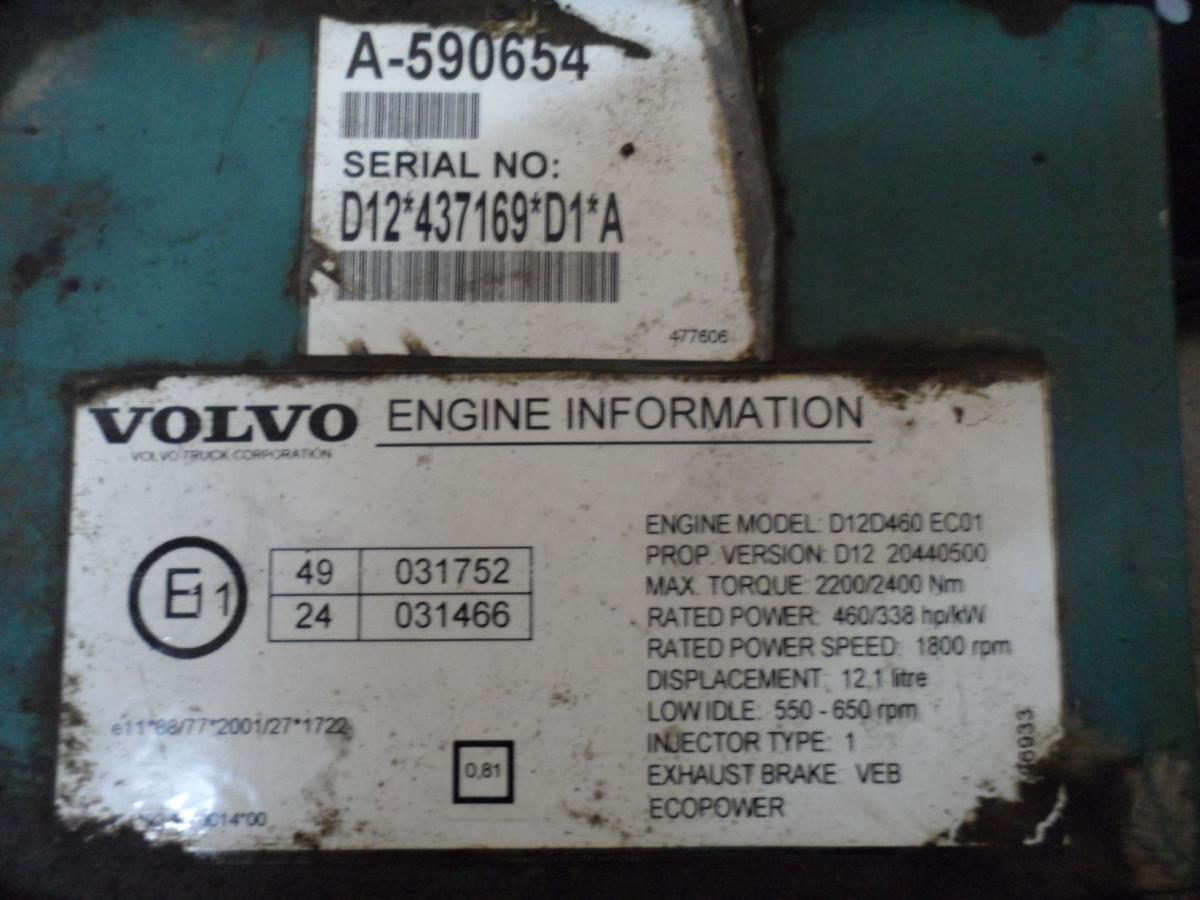 A-590654
SERIAL NO:
D12*437169*D1*A
477606
VOLVO ENGINE INFORMATION
VOLVO TRUCK CORPORATION
E11
49 031752
24 031466
ENGINE MODEL: D12D460 EC01
PROP. VERSION: D12 20440500
MAX. TORQUE: 2200/2400 Nm
RATED POWER: 460/338 hp/kW
RATED POWER SPEED: 1800 rpm
DISPLACEMENT: 12,1 litre
LOW IDLE: 550 - 650 rpm
INJECTOR TYPE: 1
EXHAUST BRAKE: VEB
ECOPOWER
e11*88/77*2001/27*1722
0,81